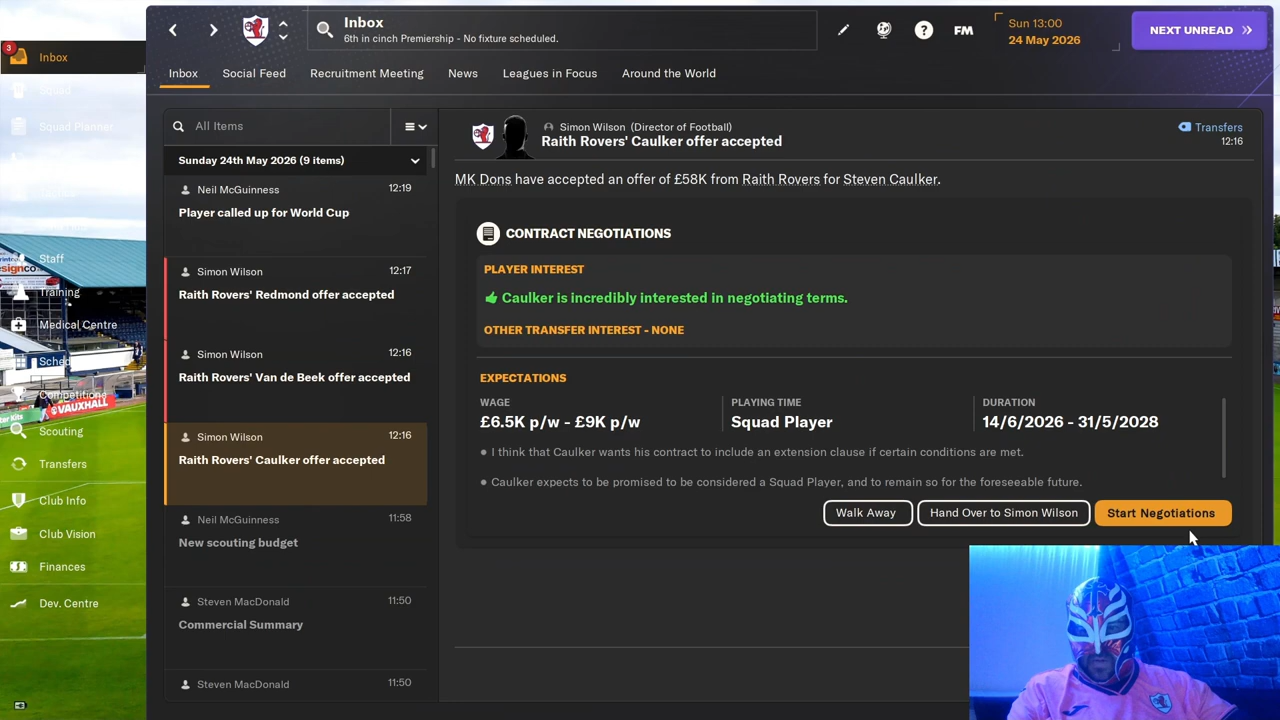 Inbox
6th in cinch Premiership - No fixture scheduled.
FM
Sun 13:00
24 May 2026
NEXT UNREAD
3
Inbox
Squad
Squad Planner
Staff
Training
Medical Centre
Sched
Competitions
Scouting
Transfers
Club Info
Club Vision
Finances
Dev. Centre
Inbox
Social Feed
Recruitment Meeting
News
Leagues in Focus
Around the World
All Items
Sunday 24th May 2026 (9 items)
Neil McGuinness 12:19
Player called up for World Cup
Simon Wilson 12:17
Raith Rovers' Redmond offer accepted
Simon Wilson 12:16
Raith Rovers' Van de Beek offer accepted
Simon Wilson 12:16
Raith Rovers' Caulker offer accepted
Neil McGuinness 11:58
New scouting budget
Steven MacDonald 11:50
Commercial Summary
Steven MacDonald 11:50
Simon Wilson (Director of Football)
Raith Rovers' Caulker offer accepted
Transfers
12:16
MK Dons have accepted an offer of £58K from Raith Rovers for Steven Caulker.
CONTRACT NEGOTIATIONS
PLAYER INTEREST
Caulker is incredibly interested in negotiating terms.
OTHER TRANSFER INTEREST - NONE
EXPECTATIONS
WAGE
£6.5K p/w - £9K p/w
PLAYING TIME
Squad Player
DURATION
14/6/2026 - 31/5/2028
I think that Caulker wants his contract to include an extension clause if certain conditions are met.
Caulker expects to be promised to be considered a Squad Player, and to remain so for the foreseeable future.
Walk Away
Hand Over to Simon Wilson
Start Negotiations
VAUXHALL